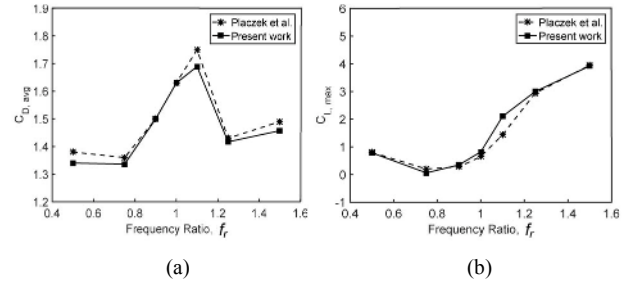 1.9
1.8
1.7
1.6
1.5
1.4
1.3
1.2
0.4 0.6 0.8 1 1.2 1.4 1.6
C_D, avg
Frequency Ratio, f_r
Placzek et al.
Present work
(a)
6
5
4
3
2
1
0
-1
0.4 0.6 0.8 1.0 1.2 1.4 1.6
C_L, max
Frequency Ratio, f_r
Placzek et al.
Present work
(b)